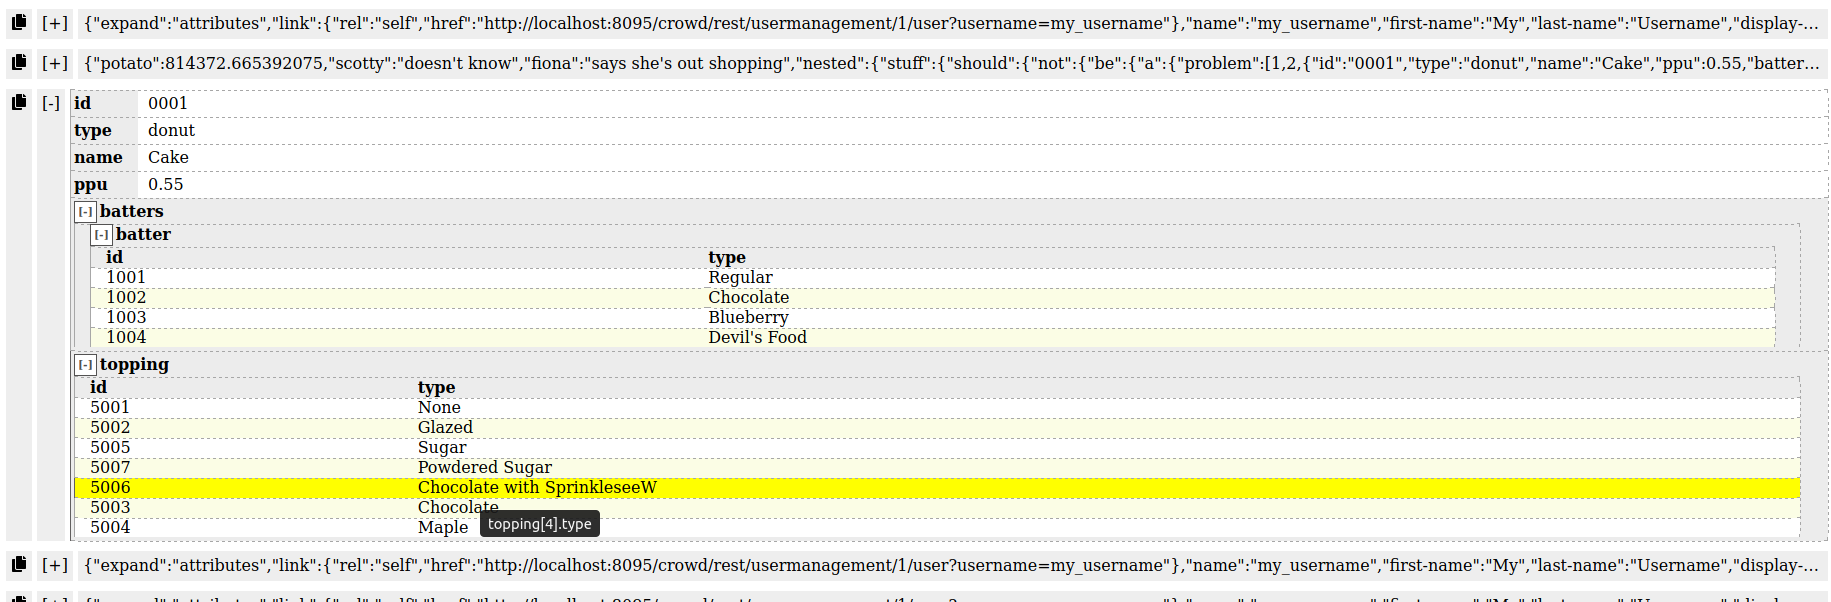 [+] {"expand":"attributes","link":{"rel":"self","href":"http://localhost:8095/crowd/rest/usermanagement/1/user?username=my_username"},"name":"my_username","first-name":"My","last-name":"Username","display-...
[+] {"potato":814372.665392075,"scotty":"doesn't know","fiona":"says she's out shopping","nested":{"stuff":{"should":{"not":{"be":{"a":{"problem":[1,2,{"id":"0001","type":"donut","name":"Cake","ppu":0.55,"batter...
[-] id 0001
type donut
name Cake
ppu 0.55
[-] batters
[-] batter
id type
1001 Regular
1002 Chocolate
1003 Blueberry
1004 Devil's Food
[-] topping
id type
5001 None
5002 Glazed
5005 Sugar
5007 Powdered Sugar
5006 Chocolate with SprinkleseeW
5003 Chocolate
5004 Maple
topping[4].type
[+] {"expand":"attributes","link":{"rel":"self","href":"http://localhost:8095/crowd/rest/usermanagement/1/user?username=my_username"},"name":"my_username","first-name":"My","last-name":"Username","display-...